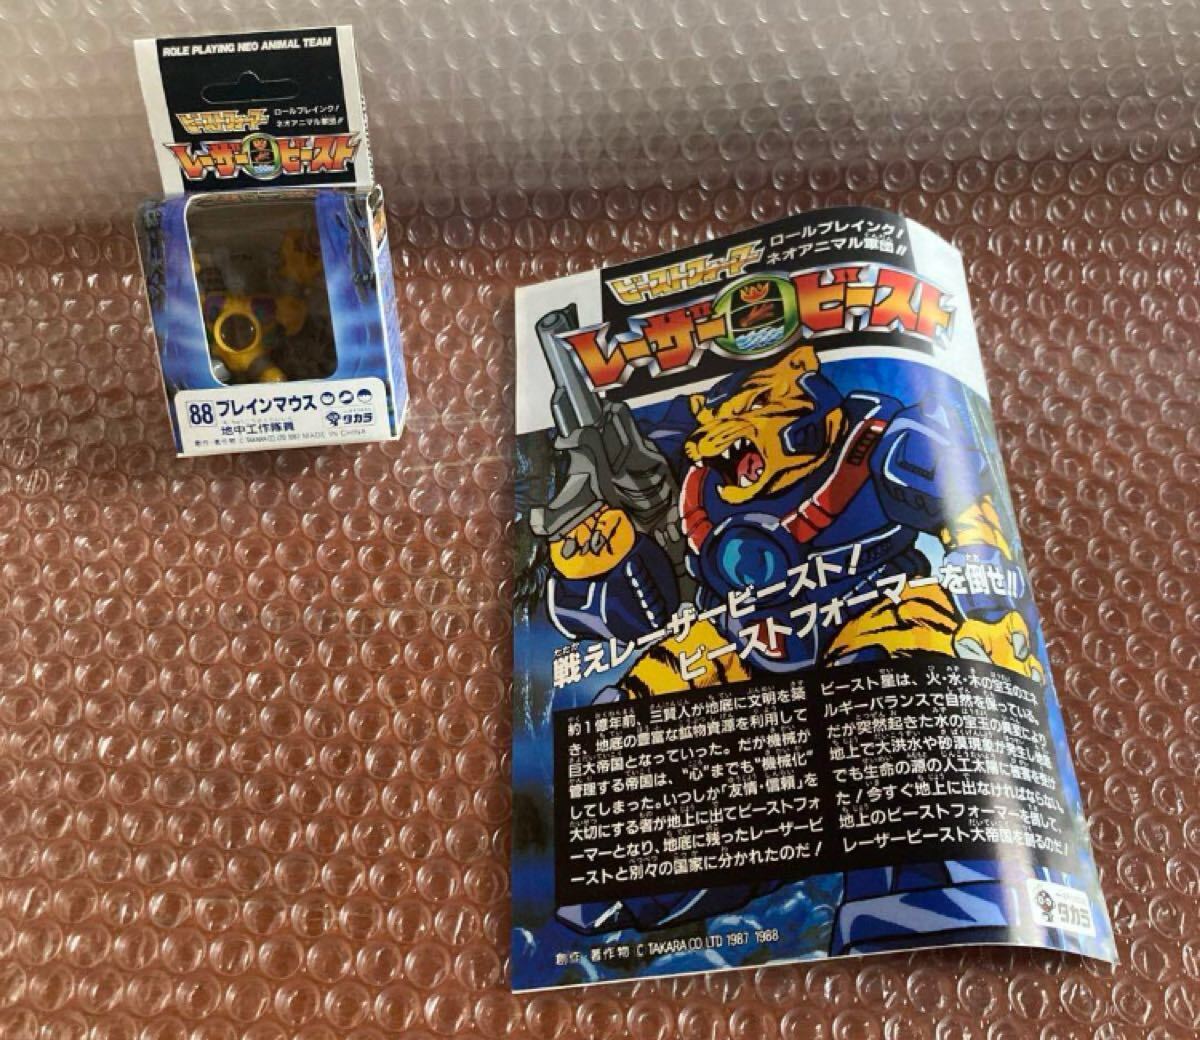 ROLE PLAYING NEO ANIMAL TEAM
ビーストフォーマー
ロールプレイング!
ネオアニマル軍団!!
レーザービースト
88 ブレインマウス
地中工作隊員
タカラ
創作・著作物 C TAKARA CO LTD 1987 MADE IN CHINA
ロールプレイング!
ネオアニマル軍団!!
ビーストフォーマー
レーザービースト
戦えレーザービースト!
ビーストフォーマーを倒せ!!
約1億年前、三賢人が地底に文明を築
き、地底の豊富な鉱物資源を利用して
巨大帝国となっていった。だが機械が
管理する帝国は、“心”までも“機械化”
してしまった。いつしか「友情・信頼」を
大切にする者が地上に出てビーストフォ
ーマーとなり、地底に残ったレーザービ
ーストと別々の国家に分かれたのだ!
ビースト星は、火・水・木の宝玉のエネ
ルギーバランスで自然を保っている。
だが突然起きた水の宝玉の異変により
地上で大洪水や砂漠現象が発生し地底
でも生命の源の人工太陽に被害を受け
た!今すぐ地上に出なければならない。
地上のビーストフォーマーを倒して、
レーザービースト大帝国を創るのだ!
タカラ
創作・著作物 C TAKARA CO LTD 1987 1988